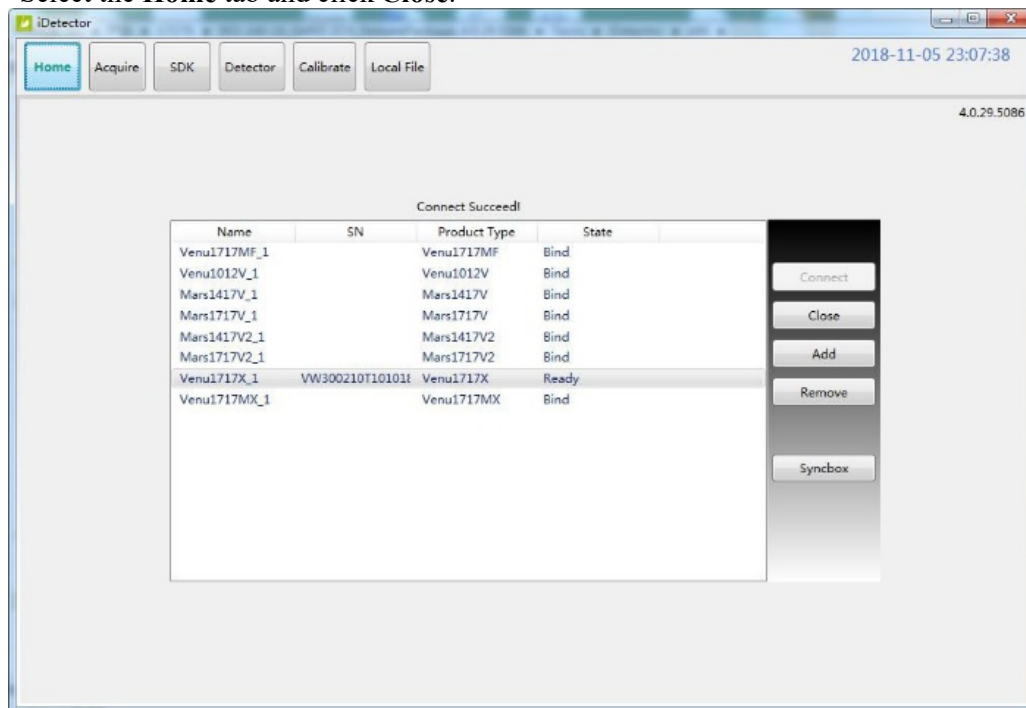 Select the Home tab and click Close.
iDetector
Home Acquire SDK Detector Calibrate Local File
2018-11-05 23:07:38
4.0.29.5086
Connect Succeed!
Name SN Product Type State
Venu1717MF_1 Venu1717MF Bind
Venu1012V_1 Venu1012V Bind
Mars1417V_1 Mars1417V Bind
Mars1717V_1 Mars1717V Bind
Mars1417V2_1 Mars1417V2 Bind
Mars1717V2_1 Mars1717V2 Bind
Venu1717X_1 VW300210T101018 Venu1717X Ready
Venu1717MX_1 Venu1717MX Bind
Connect
Close
Add
Remove
Syncbox